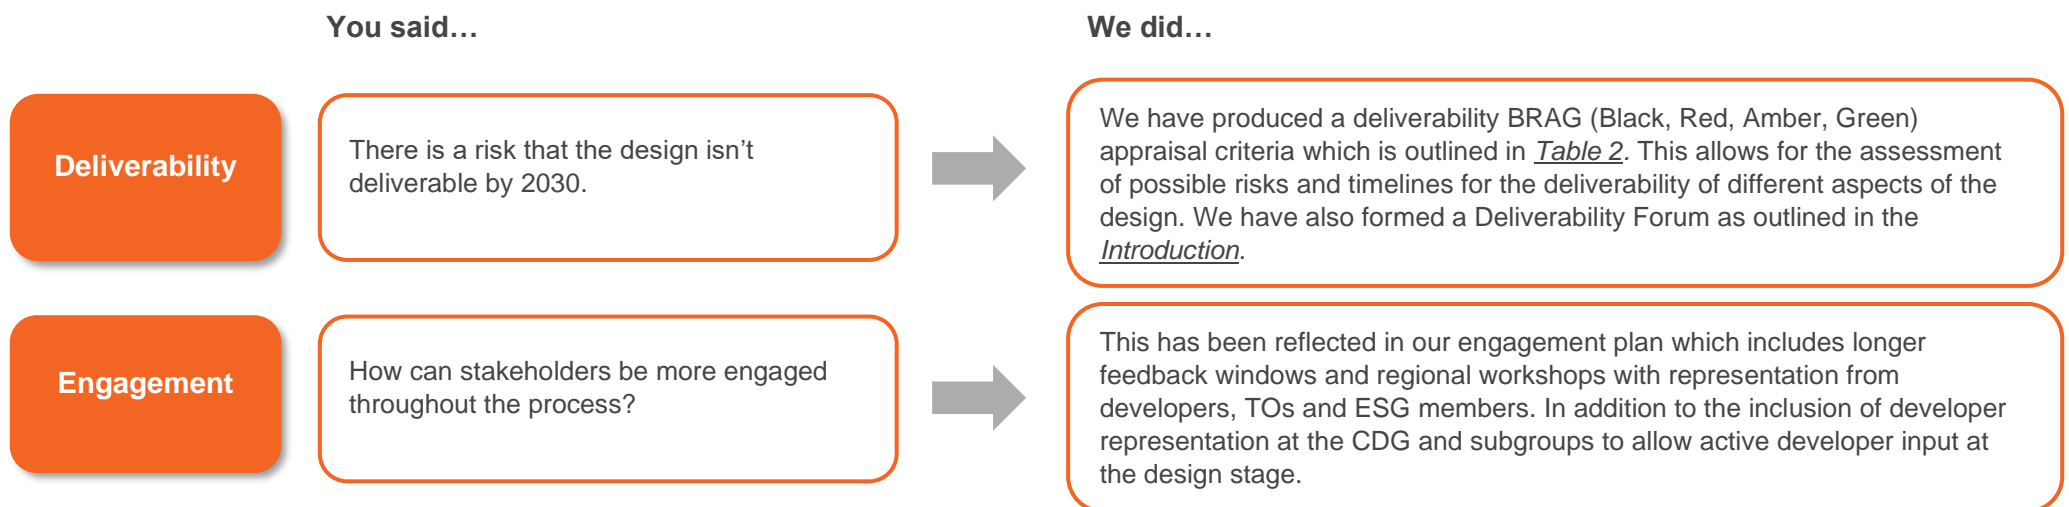 You said…
We did…
Deliverability
There is a risk that the design isn’t
deliverable by 2030.
We have produced a deliverability BRAG (Black, Red, Amber, Green)
appraisal criteria which is outlined in Table 2. This allows for the assessment
of possible risks and timelines for the deliverability of different aspects of the
design. We have also formed a Deliverability Forum as outlined in the
Introduction.
Engagement
How can stakeholders be more engaged
throughout the process?
This has been reflected in our engagement plan which includes longer
feedback windows and regional workshops with representation from
developers, TOs and ESG members. In addition to the inclusion of developer
representation at the CDG and subgroups to allow active developer input at
the design stage.